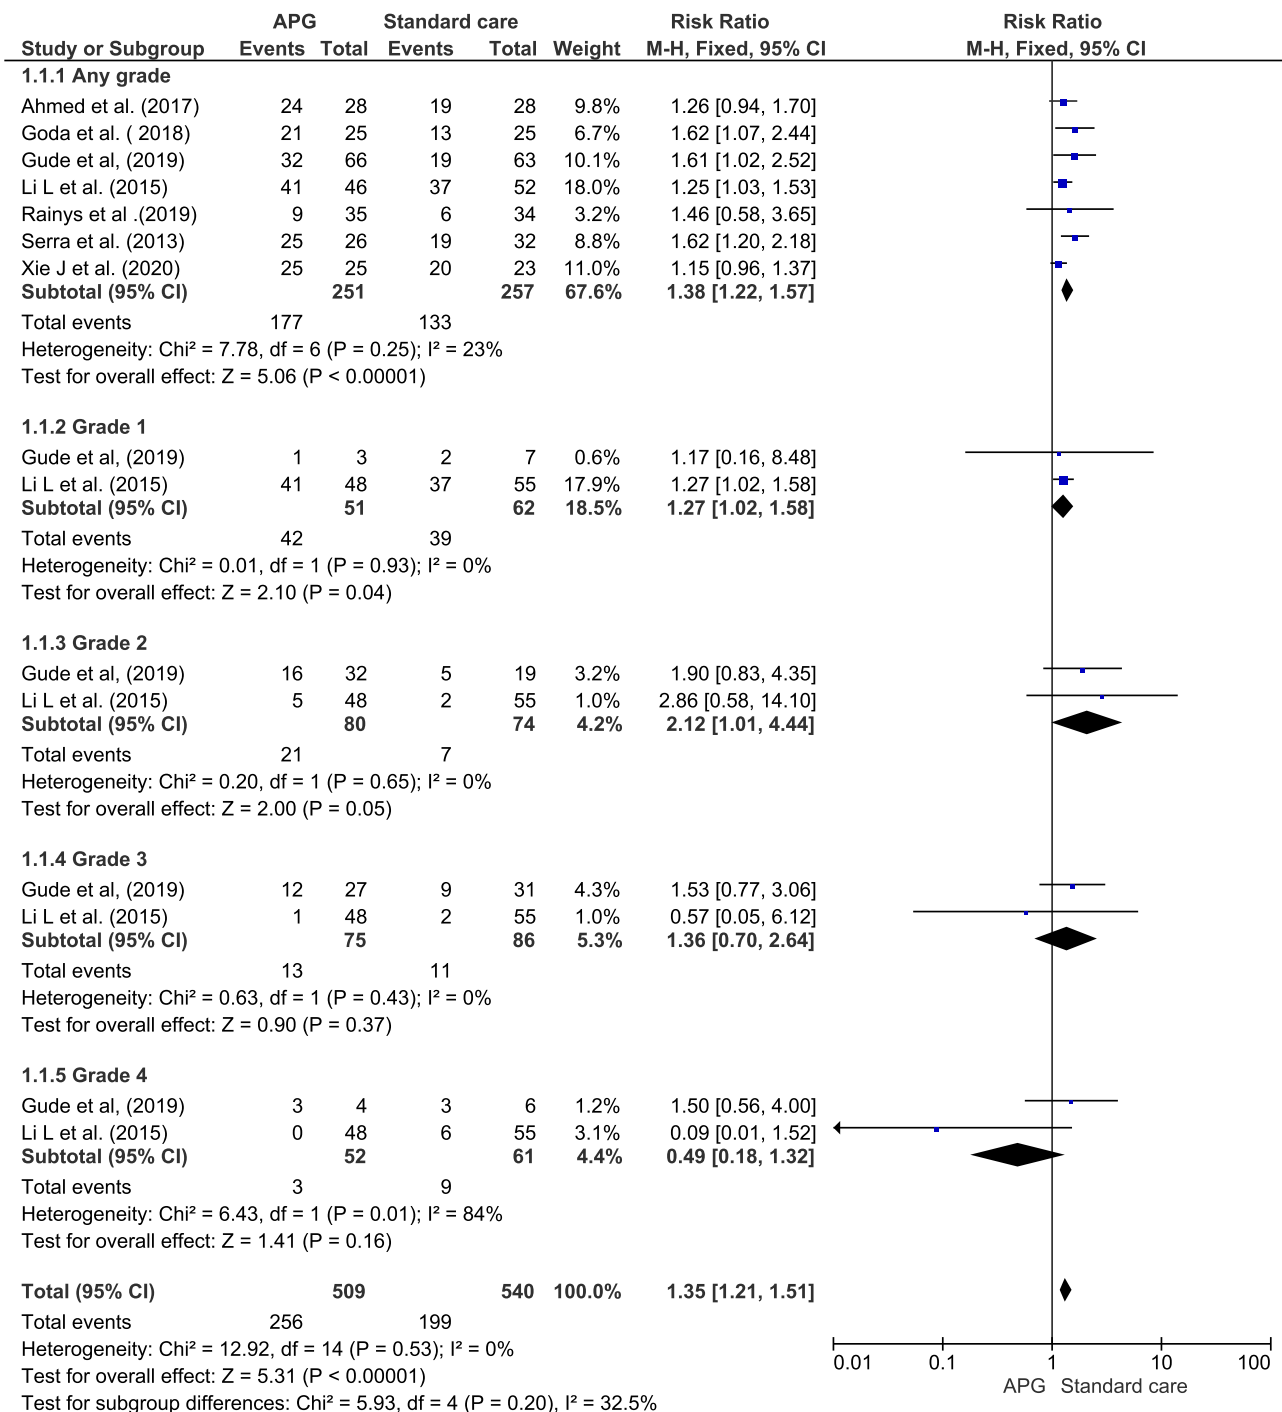 APG Standard care Risk Ratio Risk Ratio
Study or Subgroup Events Total Events Total Weight M-H, Fixed, 95% CI M-H, Fixed, 95% CI
1.1.1 Any grade
Ahmed et al. (2017) 24 28 19 28 9.8% 1.26 [0.94, 1.70]
Goda et al. ( 2018) 21 25 13 25 6.7% 1.62 [1.07, 2.44]
Gude et al, (2019) 32 66 19 63 10.1% 1.61 [1.02, 2.52]
Li L et al. (2015) 41 46 37 52 18.0% 1.25 [1.03, 1.53]
Rainys et al .(2019) 9 35 6 34 3.2% 1.46 [0.58, 3.65]
Serra et al. (2013) 25 26 19 32 8.8% 1.62 [1.20, 2.18]
Xie J et al. (2020) 25 25 20 23 11.0% 1.15 [0.96, 1.37]
Subtotal (95% CI) 251 257 67.6% 1.38 [1.22, 1.57]
Total events 177 133
Heterogeneity: Chi² = 7.78, df = 6 (P = 0.25); I² = 23%
Test for overall effect: Z = 5.06 (P < 0.00001)
1.1.2 Grade 1
Gude et al, (2019) 1 3 2 7 0.6% 1.17 [0.16, 8.48]
Li L et al. (2015) 41 48 37 55 17.9% 1.27 [1.02, 1.58]
Subtotal (95% CI) 51 62 18.5% 1.27 [1.02, 1.58]
Total events 42 39
Heterogeneity: Chi² = 0.01, df = 1 (P = 0.93); I² = 0%
Test for overall effect: Z = 2.10 (P = 0.04)
1.1.3 Grade 2
Gude et al, (2019) 16 32 5 19 3.2% 1.90 [0.83, 4.35]
Li L et al. (2015) 5 48 2 55 1.0% 2.86 [0.58, 14.10]
Subtotal (95% CI) 80 74 4.2% 2.12 [1.01, 4.44]
Total events 21 7
Heterogeneity: Chi² = 0.20, df = 1 (P = 0.65); I² = 0%
Test for overall effect: Z = 2.00 (P = 0.05)
1.1.4 Grade 3
Gude et al, (2019) 12 27 9 31 4.3% 1.53 [0.77, 3.06]
Li L et al. (2015) 1 48 2 55 1.0% 0.57 [0.05, 6.12]
Subtotal (95% CI) 75 86 5.3% 1.36 [0.70, 2.64]
Total events 13 11
Heterogeneity: Chi² = 0.63, df = 1 (P = 0.43); I² = 0%
Test for overall effect: Z = 0.90 (P = 0.37)
1.1.5 Grade 4
Gude et al, (2019) 3 4 3 6 1.2% 1.50 [0.56, 4.00]
Li L et al. (2015) 0 48 6 55 3.1% 0.09 [0.01, 1.52]
Subtotal (95% CI) 52 61 4.4% 0.49 [0.18, 1.32]
Total events 3 9
Heterogeneity: Chi² = 6.43, df = 1 (P = 0.01); I² = 84%
Test for overall effect: Z = 1.41 (P = 0.16)
Total (95% CI) 509 540 100.0% 1.35 [1.21, 1.51]
Total events 256 199
Heterogeneity: Chi² = 12.92, df = 14 (P = 0.53); I² = 0%
Test for overall effect: Z = 5.31 (P < 0.00001)
Test for subgroup differences: Chi² = 5.93, df = 4 (P = 0.20), I² = 32.5%
0.01 0.1 1 10 100
APG Standard care